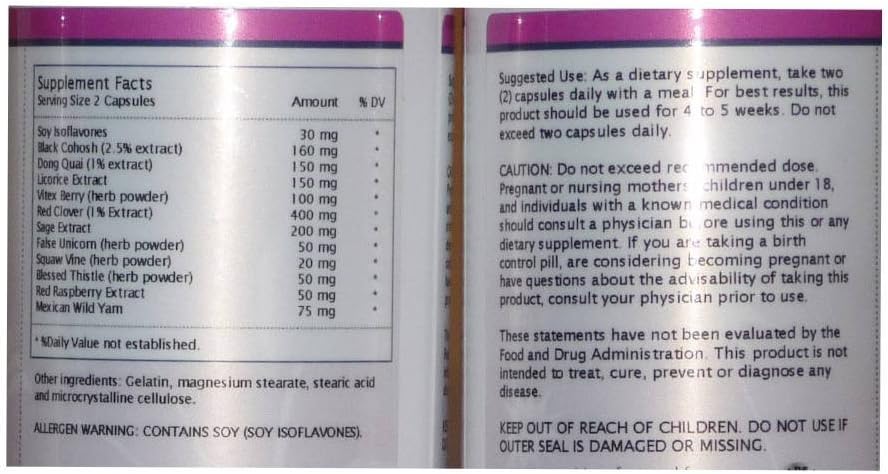 Supplement Facts
Serving Size 2 Capsules Amount % DV
Soy Isoflavones 30 mg *
Black Cohosh (2.5% extract) 160 mg *
Dong Quai (1% extract) 150 mg *
Licorice Extract 150 mg *
Vitex Berry (herb powder) 100 mg *
Red Clover (1% Extract) 400 mg *
Sage Extract 200 mg *
False Unicorn (herb powder) 50 mg *
Squaw Vine (herb powder) 20 mg *
Blessed Thistle (herb powder) 50 mg *
Red Raspberry Extract 50 mg *
Mexican Wild Yam 75 mg *
* %Daily Value not established.
Other ingredients: Gelatin, magnesium stearate, stearic acid
and microcrystalline cellulose.
ALLERGEN WARNING: CONTAINS SOY (SOY ISOFLAVONES).
Suggested Use: As a dietary supplement, take two
(2) capsules daily with a meal. For best results, this
product should be used for 4 to 5 weeks. Do not
exceed two capsules daily.
CAUTION: Do not exceed recommended dose.
Pregnant or nursing mothers, children under 18,
and individuals with a known medical condition
should consult a physician before using this or any
dietary supplement. If you are taking a birth
control pill, are considering becoming pregnant or
have questions about the advisability of taking this
product, consult your physician prior to use.
These statements have not been evaluated by the
Food and Drug Administration. This product is not
intended to treat, cure, prevent or diagnose any
disease.
KEEP OUT OF REACH OF CHILDREN. DO NOT USE IF
OUTER SEAL IS DAMAGED OR MISSING.